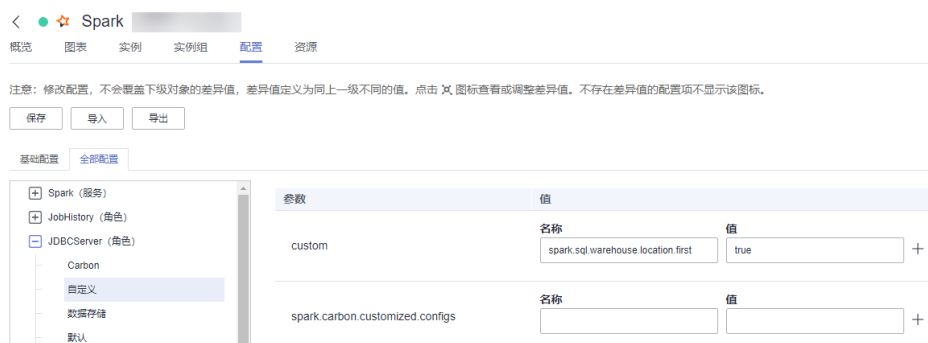 Spark
概览 图表 实例 实例组 配置 资源
注意：修改配置，不会覆盖下级对象的差异值，差异值定义为同上一级不同的值。点击 图标查看或调整差异值。不存在差异值的配置项不显示该图标。
保存 导入 导出
基础配置 全部配置
Spark（服务）
JobHistory（角色）
JDBCServer（角色）
Carbon
自定义
数据存储
默认
参数 值
名称 值
custom spark.sql.warehouse.location.first true
名称 值
spark.carbon.customized.configs